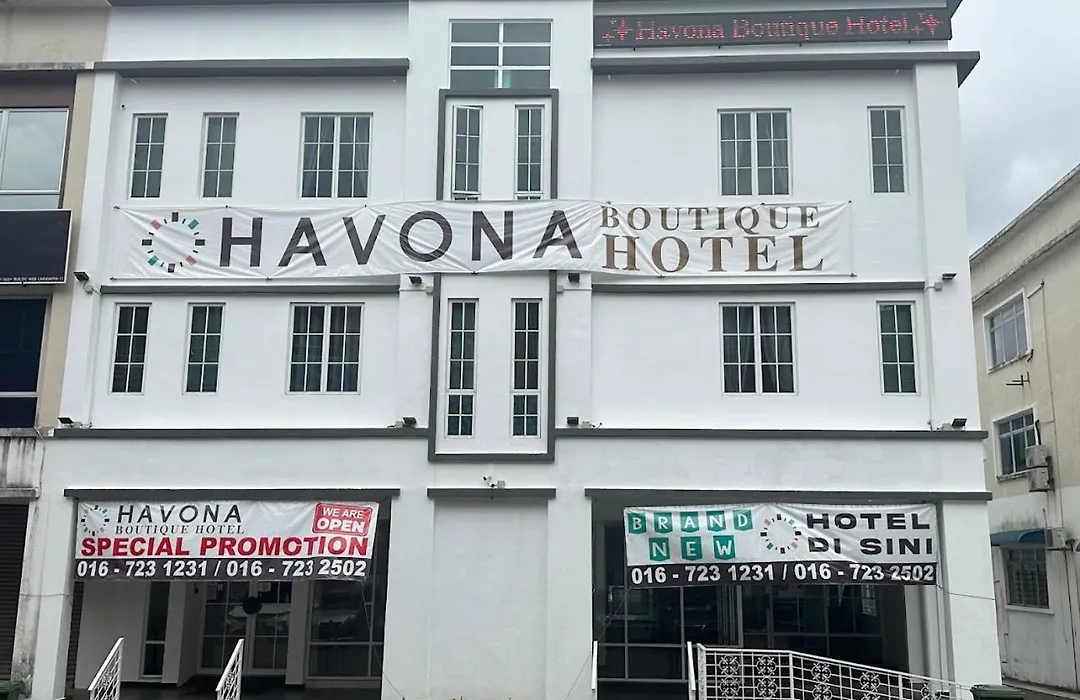 Havona Boutique Hotel
HAVONA BOUTIQUE
HOTEL
HAVONA
BOUTIQUE HOTEL
WE ARE
OPEN
SPECIAL PROMOTION
016 - 723 1231 / 016 - 723 2502
BRAND
NEW
HOTEL
DI SINI
016 - 723 1231 / 016 - 723 2502